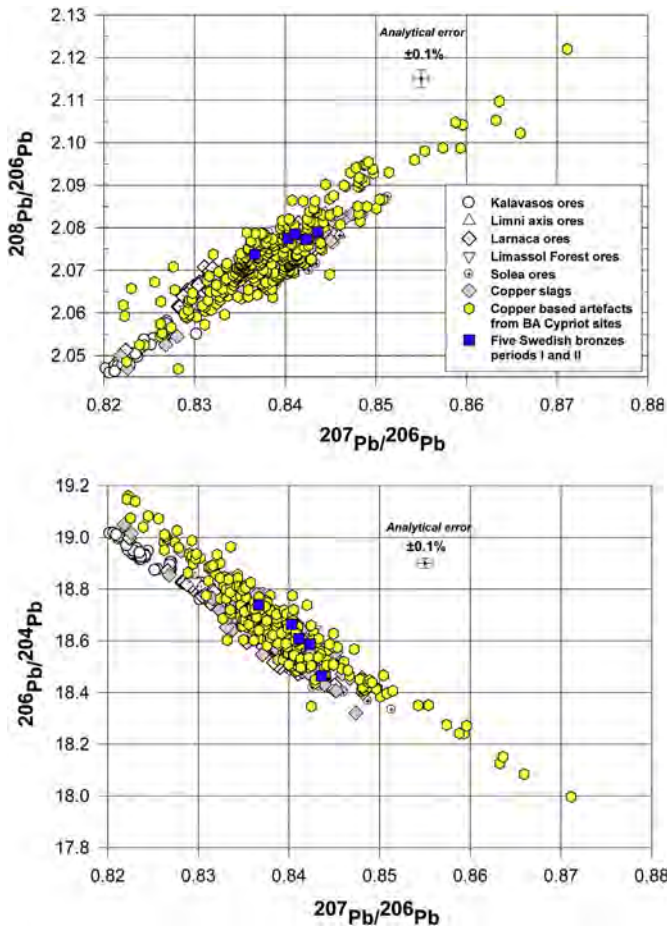 2.13
2.12
2.11
2.10
2.09
2.08
2.07
2.06
2.05
208Pb/206Pb
Analytical error
±0.1%
Kalavasos ores
Limni axis ores
Larnaca ores
Limassol Forest ores
Solea ores
Copper slags
Copper based artefacts
from BA Cypriot sites
Five Swedish bronzes
periods I and II
0.82 0.83 0.84 0.85 0.86 0.87 0.88
207Pb/206Pb
19.2
19.0
18.8
18.6
18.4
18.2
18.0
17.8
206Pb/204Pb
Analytical error
±0.1%
0.82 0.83 0.84 0.85 0.86 0.87 0.88
207Pb/206Pb